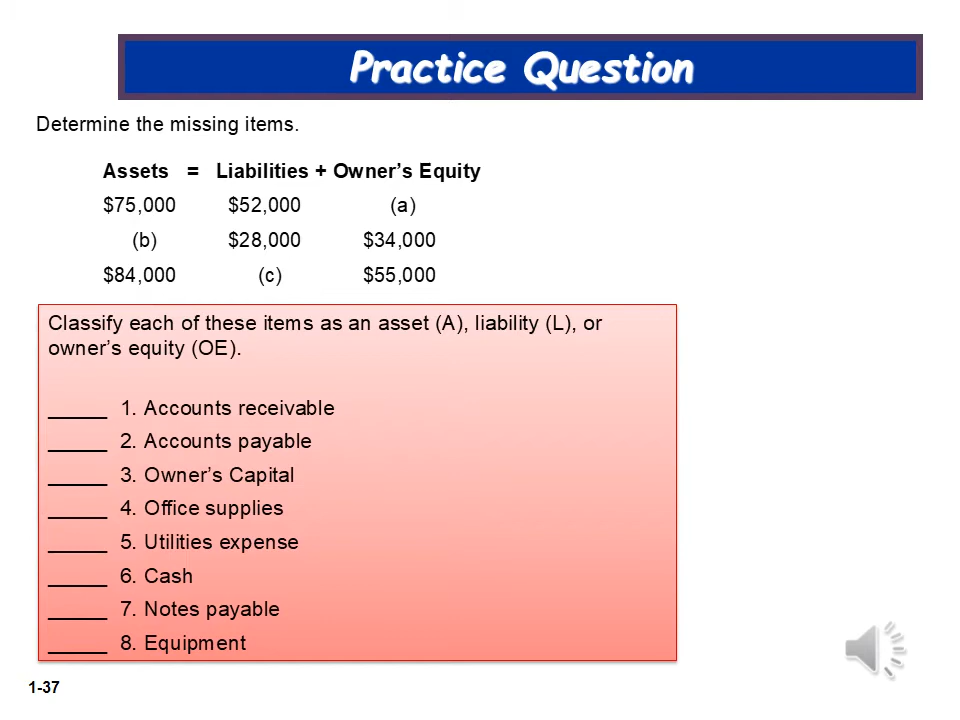 Practice Question
Determine the missing items.
Assets = Liabilities + Owner’s Equity
$75,000 $52,000 (a)
(b) $28,000 $34,000
$84,000 (c) $55,000
Classify each of these items as an asset (A), liability (L), or
owner’s equity (OE).
_____ 1. Accounts receivable
_____ 2. Accounts payable
_____ 3. Owner’s Capital
_____ 4. Office supplies
_____ 5. Utilities expense
_____ 6. Cash
_____ 7. Notes payable
_____ 8. Equipment
1-37